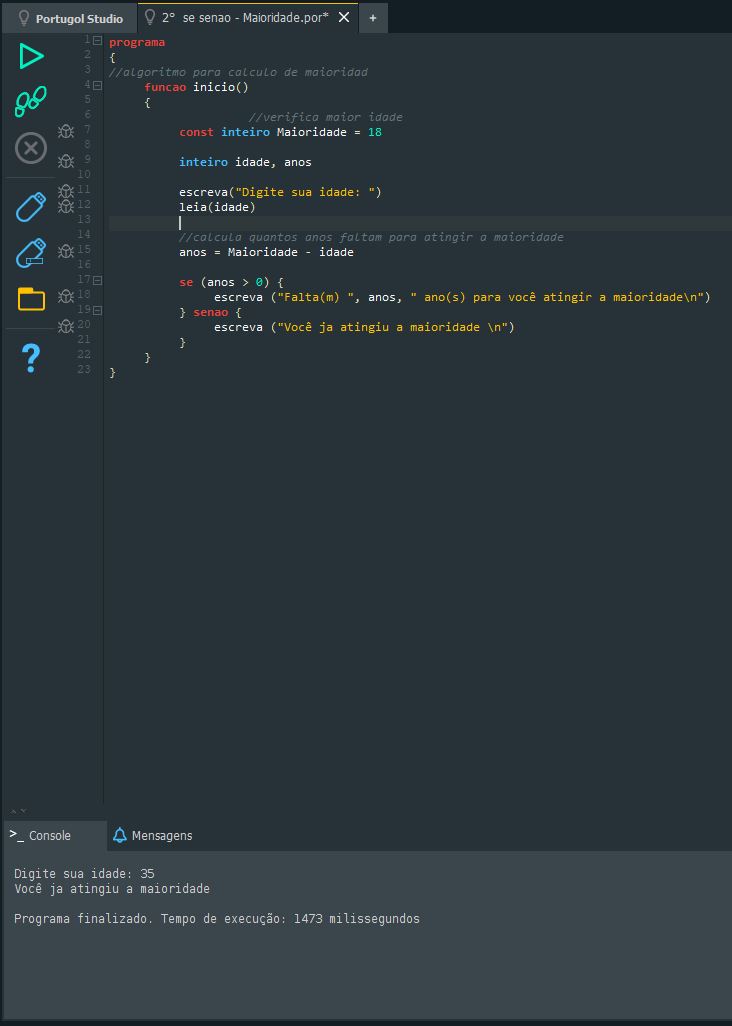 Portugol Studio
2° se senao - Maioridade.por*
+
1 programa
2 {
3 //algoritmo para calculo de maioridad
4 funcao inicio()
5 {
6 //verifica maior idade
7 const inteiro Maioridade = 18
8
9 inteiro idade, anos
10
11 escreva("Digite sua idade: ")
12 leia(idade)
13
14 //calcula quantos anos faltam para atingir a maioridade
15 anos = Maioridade - idade
16
17 se (anos > 0) {
18 escreva ("Falta(m) ", anos, " ano(s) para você atingir a maioridade\n")
19 } senao {
20 escreva ("Você ja atingiu a maioridade \n")
21 }
22 }
23 }
>_ Console
Mensagens
Digite sua idade: 35
Você ja atingiu a maioridade
Programa finalizado. Tempo de execução: 1473 milissegundos